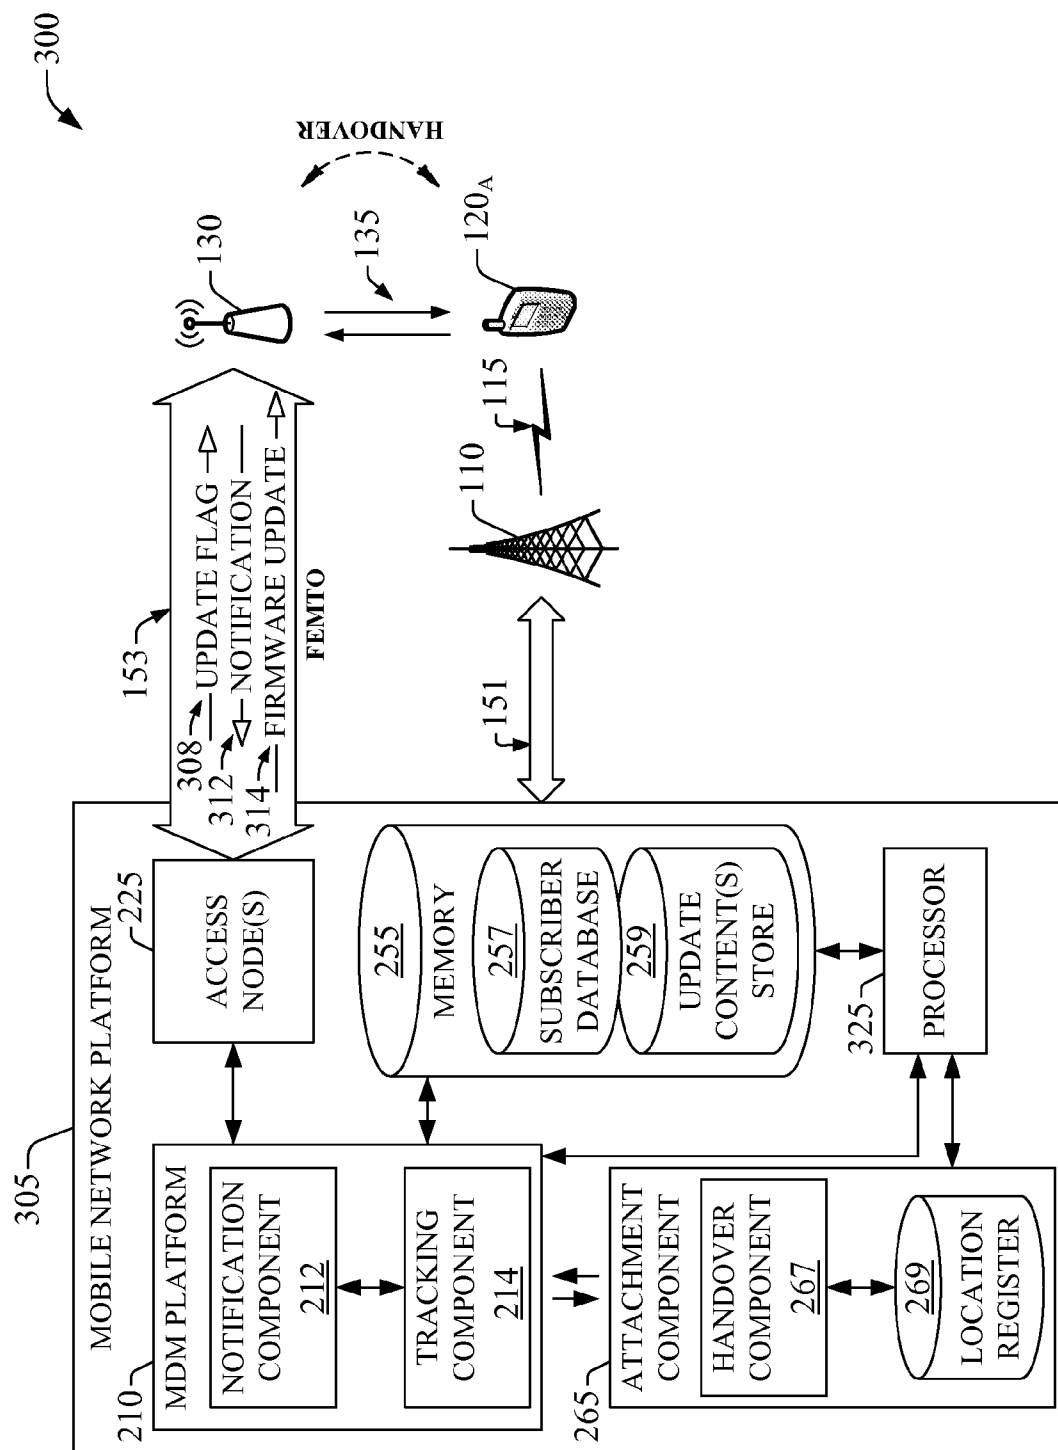 300
305
MOBILE NETWORK PLATFORM
210
MDM PLATFORM
NOTIFICATION
COMPONENT
212
TRACKING
COMPONENT
214
225
ACCESS
NODE(S)
153
308
UPDATE FLAG
312
NOTIFICATION
314
FIRMWARE UPDATE
FEMTO
130
HANDOVER
135
120A
115
110
151
255
MEMORY
257
SUBSCRIBER
DATABASE
259
UPDATE
CONTENT(S)
STORE
265
ATTACHMENT
COMPONENT
HANDOVER
COMPONENT
267
269
LOCATION
REGISTER
325
PROCESSOR